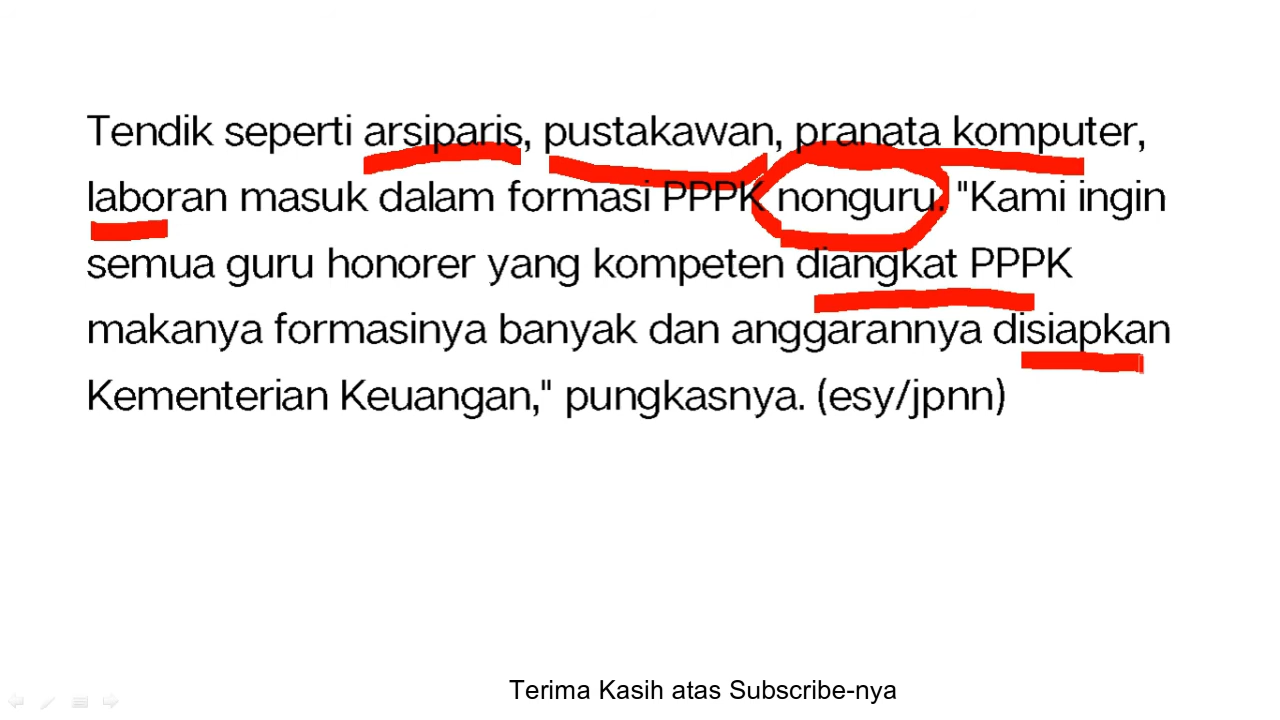 Tendik seperti arsiparis, pustakawan, pranata komputer,
laboran masuk dalam formasi PPPK nonguru. "Kami ingin
semua guru honorer yang kompeten diangkat PPPK
makanya formasinya banyak dan anggarannya disiapkan
Kementerian Keuangan," pungkasnya. (esy/jpnn)
Terima Kasih atas Subscribe-nya